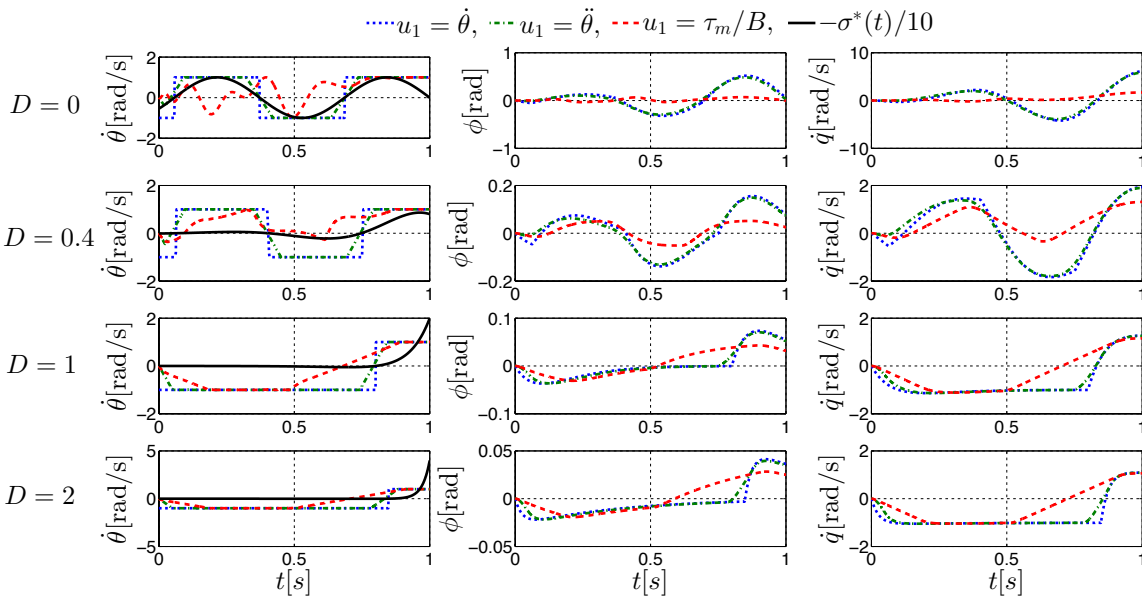 u₁ = θ̇, u₁ = θ̈, u₁ = τₘ/B, −σ*(t)/10
D = 0
θ̇[rad/s]
2
0
−2
0 0.5 1
ϕ[rad]
1
0
−1
0 0.5 1
q̇[rad/s]
10
0
−10
0 0.5 1
D = 0.4
θ̇[rad/s]
2
0
−2
0 0.5 1
ϕ[rad]
0.2
0
−0.2
0 0.5 1
q̇[rad/s]
2
0
−2
0 0.5 1
D = 1
θ̇[rad/s]
2
0
−2
0 0.5 1
ϕ[rad]
0.1
0
−0.1
0 0.5 1
q̇[rad/s]
2
0
−2
0 0.5 1
D = 2
θ̇[rad/s]
5
0
−5
0 0.5 1
t[s]
ϕ[rad]
0.05
0
−0.05
0 0.5 1
t[s]
q̇[rad/s]
2
0
−2
0 0.5 1
t[s]